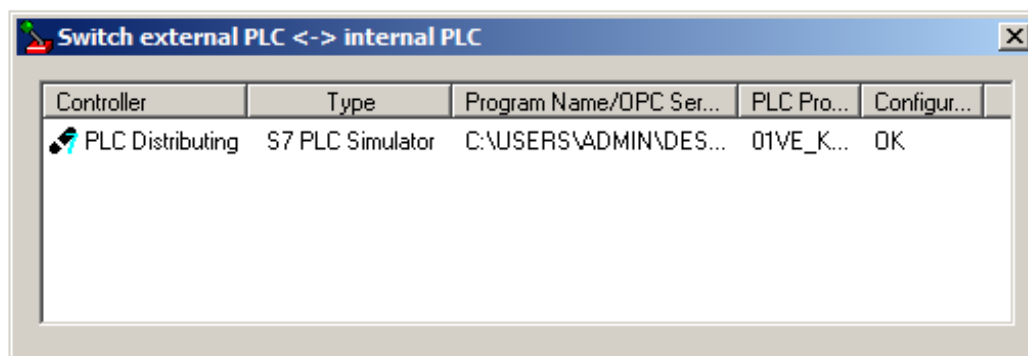 Switch external PLC <-> internal PLC
Controller Type Program Name/OPC Ser... PLC Pro... Configur...
PLC Distributing S7 PLC Simulator C:\USERS\ADMIN\DES... 01VE_K... OK